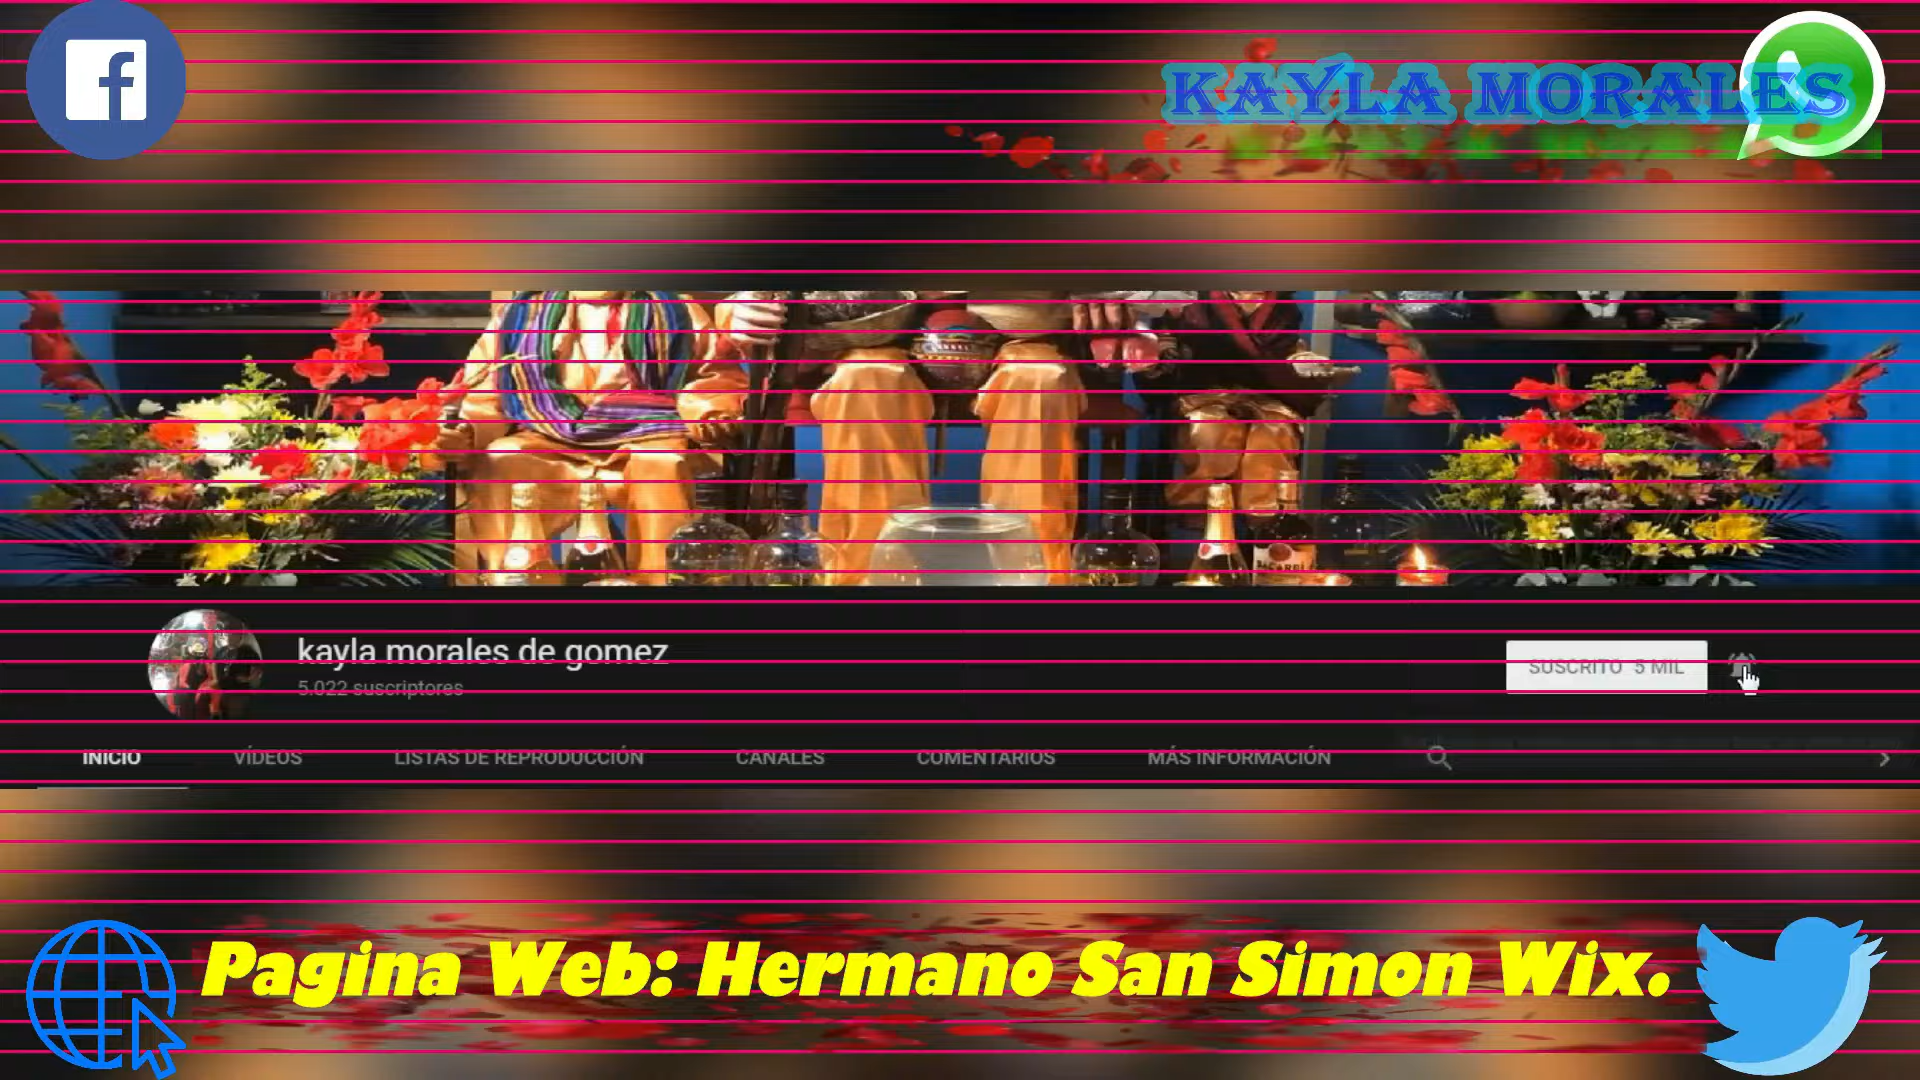 KAYLA MORALES
kayla morales de gomez
5.022 suscriptores
SUSCRITO 5 MIL
INICIO VÍDEOS LISTAS DE REPRODUCCIÓN CANALES COMENTARIOS MÁS INFORMACIÓN
Pagina Web: Hermano San Simon Wix.